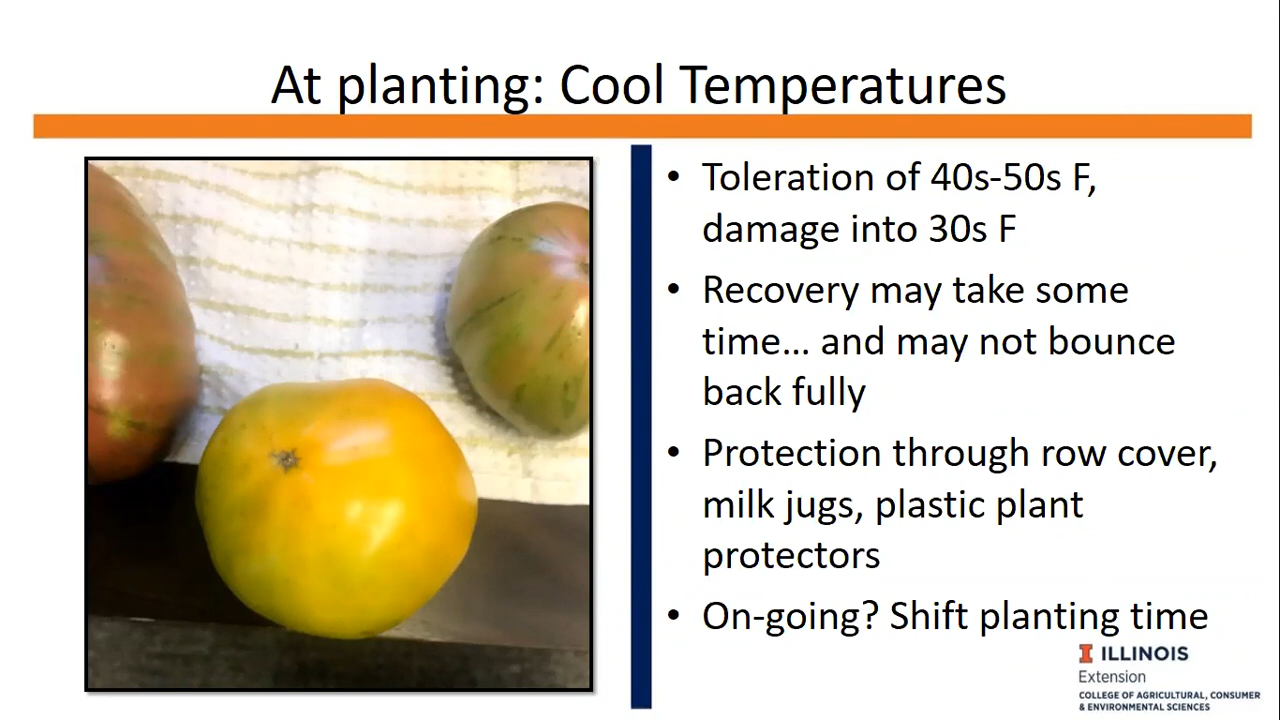 At planting: Cool Temperatures
• Toleration of 40s-50s F,
damage into 30s F
• Recovery may take some
time... and may not bounce
back fully
• Protection through row cover,
milk jugs, plastic plant
protectors
• On-going? Shift planting time
I ILLINOIS
Extension
COLLEGE OF AGRICULTURAL, CONSUMER
& ENVIRONMENTAL SCIENCES